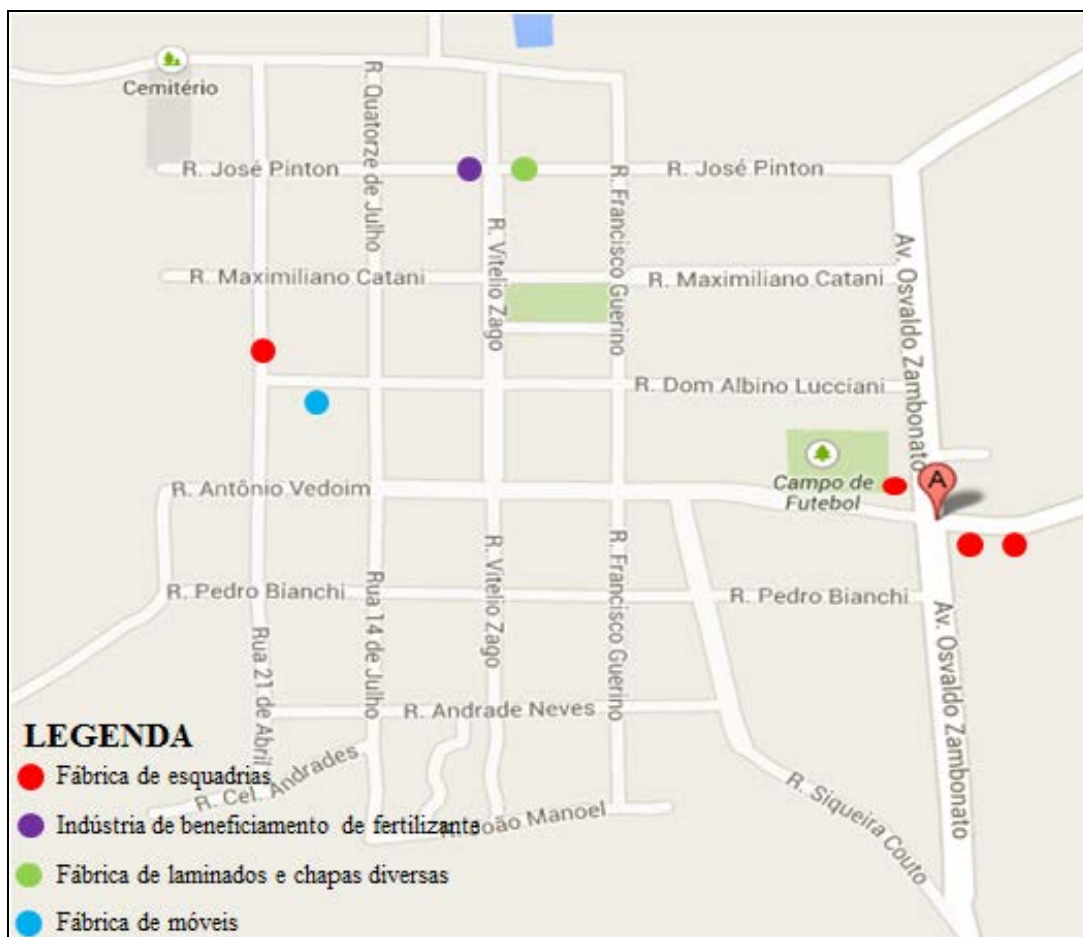 Cemitério
R. Quatorze de Julho
R. José Pinton
R. José Pinton
R. Francisco Guerino
R. Vitelio Zago
Av. Osvaldo Zambonato
R. Maximiliano Catani
R. Maximiliano Catani
R. Dom Albino Lucciani
Campo de
Futebol
A
R. Antônio Vedoim
R. Pedro Bianchi
R. Pedro Bianchi
Rua 21 de Abril
Rua 14 de Julho
R. Vitelio Zago
R. Francisco Guerino
Av. Osvaldo Zambonato
R. Andrade Neves
R. Cel. Andrades
João Manoel
R. Siqueira Couto
LEGENDA
Fábrica de esquadrias
Indústria de beneficiamento de fertilizante
Fábrica de laminados e chapas diversas
Fábrica de móveis